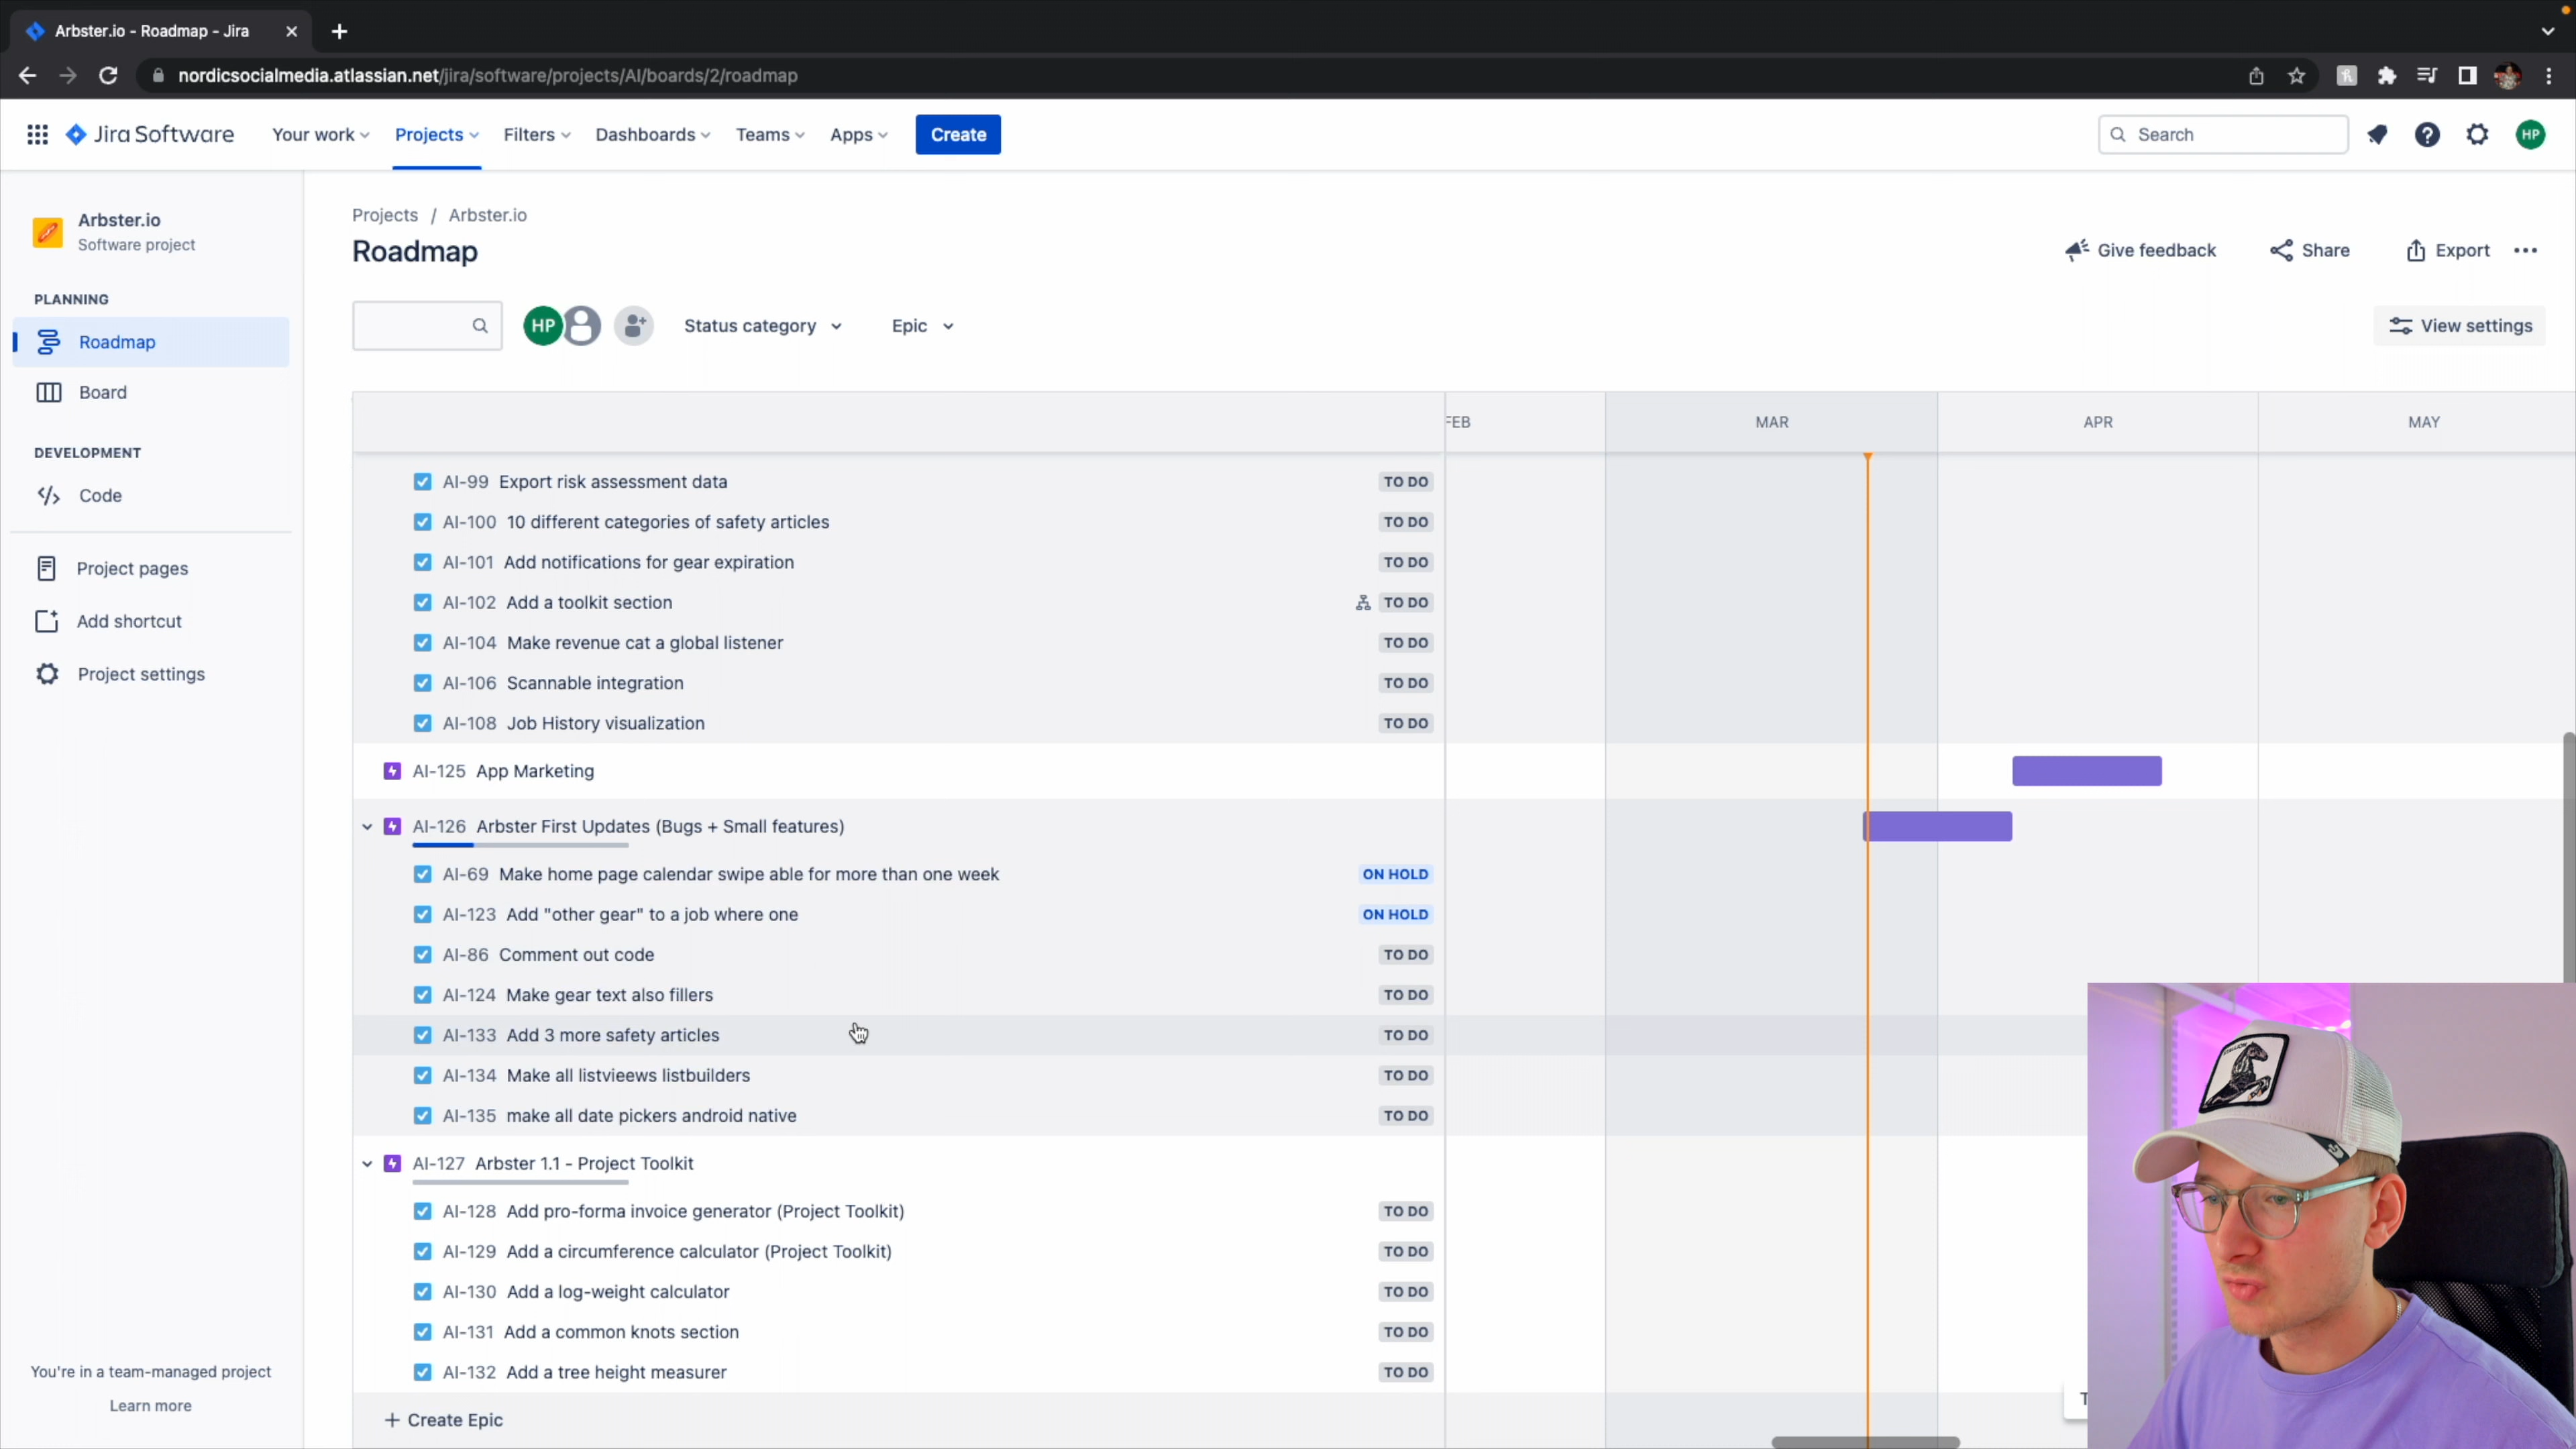 Arbster.io - Roadmap - Jira
nordicsocialmedia.atlassian.net/jira/software/projects/AI/boards/2/roadmap
Jira Software Your work Projects Filters Dashboards Teams Apps Create Search HP
Arbster.io
Software project
PLANNING
Roadmap
Board
DEVELOPMENT
Code
Project pages
Add shortcut
Project settings
You're in a team-managed project
Learn more
Projects / Arbster.io
Roadmap
Give feedback Share Export
HP Status category Epic View settings
FEB MAR APR MAY
AI-99 Export risk assessment data TO DO
AI-100 10 different categories of safety articles TO DO
AI-101 Add notifications for gear expiration TO DO
AI-102 Add a toolkit section TO DO
AI-104 Make revenue cat a global listener TO DO
AI-106 Scannable integration TO DO
AI-108 Job History visualization TO DO
AI-125 App Marketing
AI-126 Arbster First Updates (Bugs + Small features)
AI-69 Make home page calendar swipe able for more than one week ON HOLD
AI-123 Add "other gear" to a job where one ON HOLD
AI-86 Comment out code TO DO
AI-124 Make gear text also fillers TO DO
AI-133 Add 3 more safety articles TO DO
AI-134 Make all listvieews listbuilders TO DO
AI-135 make all date pickers android native TO DO
AI-127 Arbster 1.1 - Project Toolkit
AI-128 Add pro-forma invoice generator (Project Toolkit) TO DO
AI-129 Add a circumference calculator (Project Toolkit) TO DO
AI-130 Add a log-weight calculator TO DO
AI-131 Add a common knots section TO DO
AI-132 Add a tree height measurer TO DO
+ Create Epic